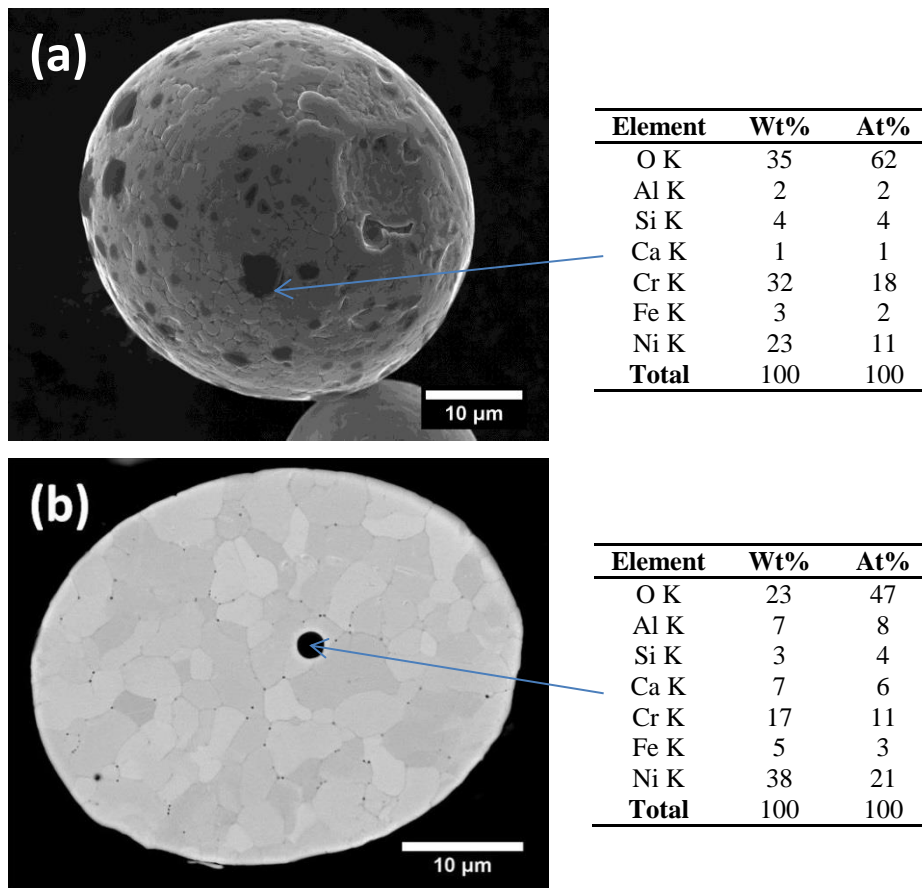 (a)
Element Wt% At%
O K 35 62
Al K 2 2
Si K 4 4
Ca K 1 1
Cr K 32 18
Fe K 3 2
Ni K 23 11
Total 100 100
10 µm
(b)
Element Wt% At%
O K 23 47
Al K 7 8
Si K 3 4
Ca K 7 6
Cr K 17 11
Fe K 5 3
Ni K 38 21
Total 100 100
10 µm